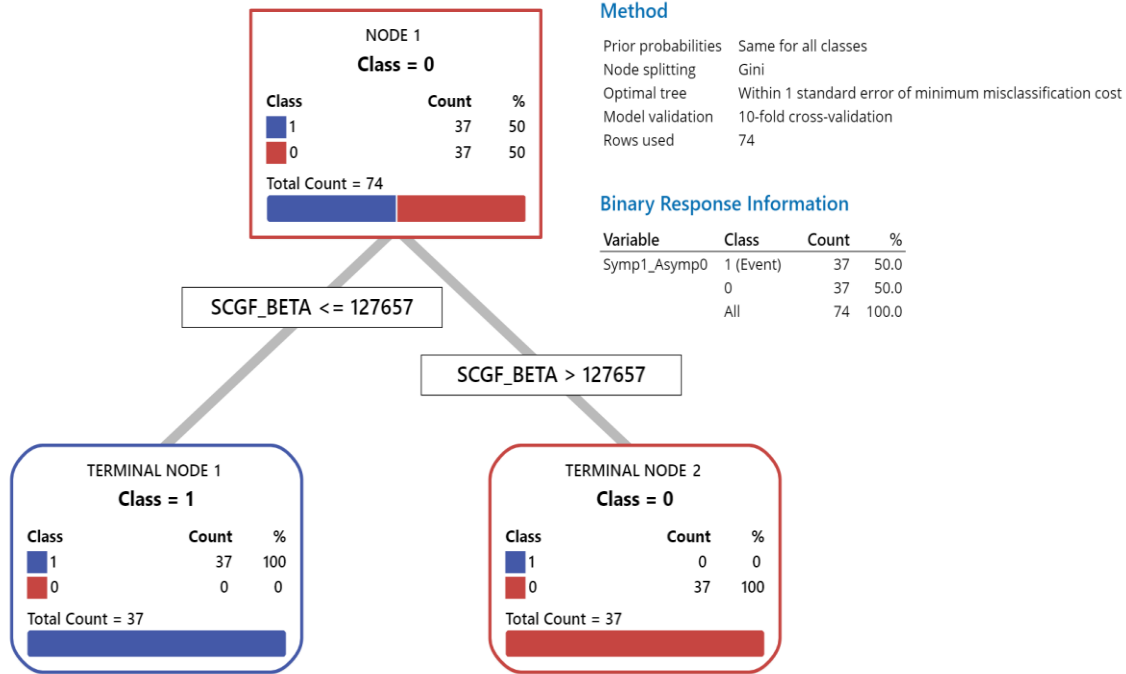 NODE 1
Class = 0
Class Count %
1 37 50
0 37 50
Total Count = 74
Method
Prior probabilities Same for all classes
Node splitting Gini
Optimal tree Within 1 standard error of minimum misclassification cost
Model validation 10-fold cross-validation
Rows used 74
Binary Response Information
Variable Class Count %
Symp1_Asymp0 1 (Event) 37 50.0
0 37 50.0
All 74 100.0
SCGF_BETA <= 127657
SCGF_BETA > 127657
TERMINAL NODE 1
Class = 1
Class Count %
1 37 100
0 0 0
Total Count = 37
TERMINAL NODE 2
Class = 0
Class Count %
1 0 0
0 37 100
Total Count = 37